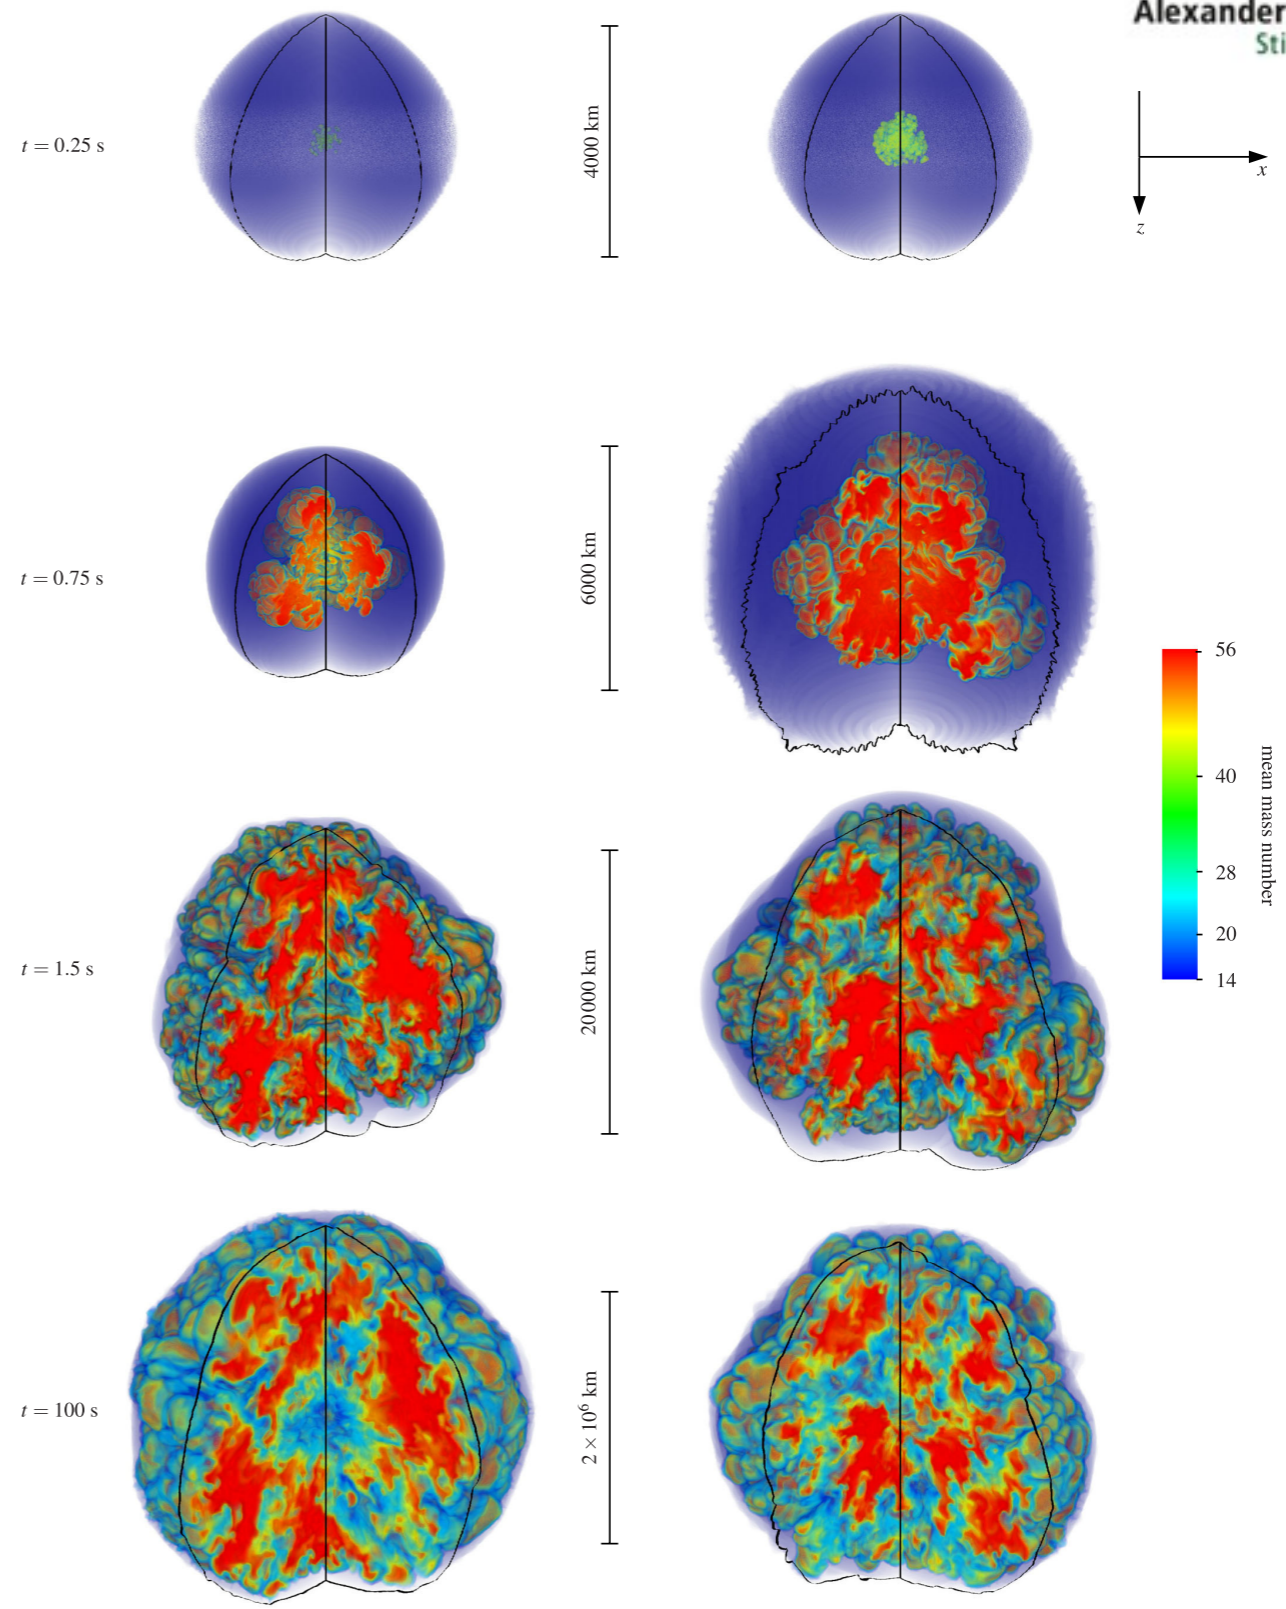 Alexander
Sti
t = 0.25 s
4000 km
x
z
t = 0.75 s
6000 km
56
40
28
20
14
mean mass number
t = 1.5 s
20000 km
t = 100 s
2 × 10⁶ km